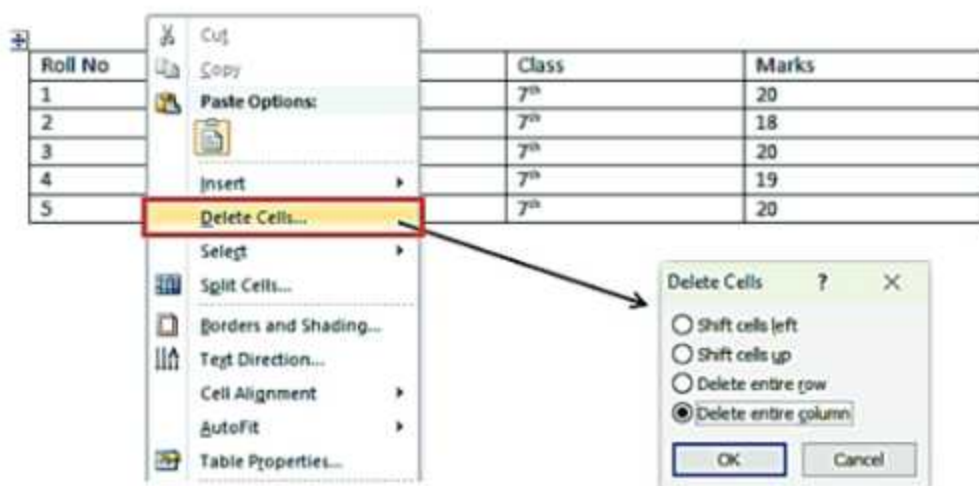 Roll No Class Marks
1 7th 20
2 7th 18
3 7th 20
4 7th 19
5 7th 20
Cut
Copy
Paste Options:
Insert
Delete Cells...
Select
Split Cells...
Borders and Shading...
Text Direction...
Cell Alignment
AutoFit
Table Properties...
Delete Cells ?
Shift cells left
Shift cells up
Delete entire row
Delete entire column
OK Cancel